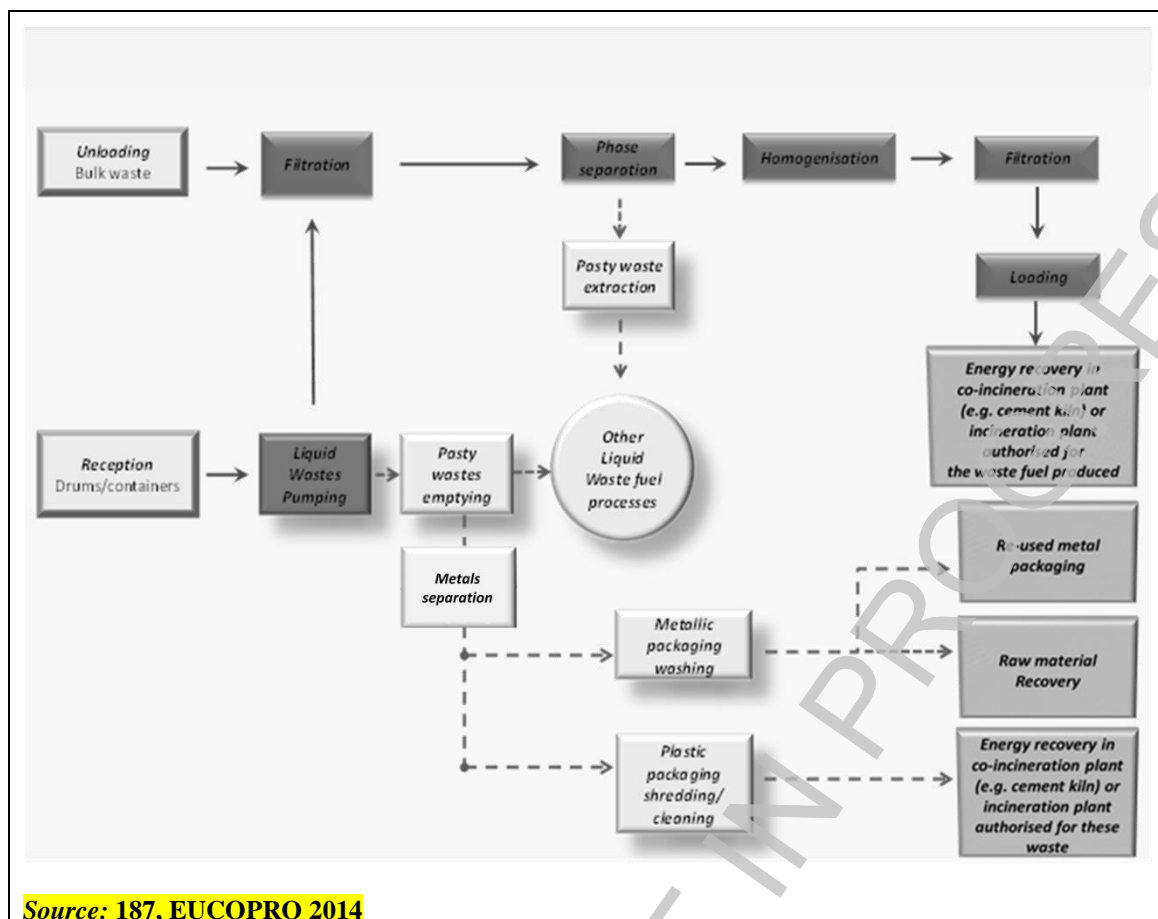 Unloading
Bulk waste
Filtration
Phase
separation
Homogenisation
Filtration
Pasty waste
extraction
Loading
Energy recovery in
co-incineration plant
(e.g. cement kiln) or
incineration plant
authorised for
the waste fuel produced
Reception
Drums/containers
Liquid
Wastes
Pumping
Pasty
wastes
emptying
Other
Liquid
Waste fuel
processes
Metals
separation
Re-used metal
packaging
Metallic
packaging
washing
Raw material
Recovery
Plastic
packaging
shredding/
cleaning
Energy recovery in
co-incineration plant
(e.g. cement kiln) or
incineration plant
authorised for these
waste
IN PROGRES
Source: 187, EUCOPRO 2014